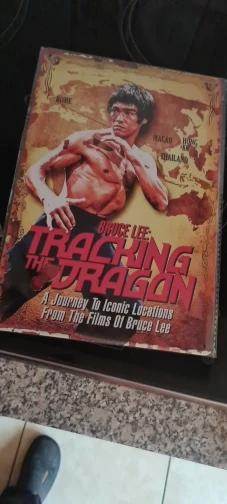 ROME
MACAO
HONG
KONG
THAILAND
BRUCE LEE:
TRACKING
THE DRAGON
A Journey To Iconic Locations
From The Films Of Bruce Lee